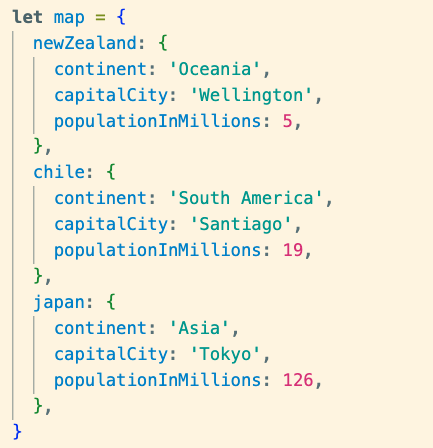 let map = {
  newZealand: {
    continent: 'Oceania',
    capitalCity: 'Wellington',
    populationInMillions: 5,
  },
  chile: {
    continent: 'South America',
    capitalCity: 'Santiago',
    populationInMillions: 19,
  },
  japan: {
    continent: 'Asia',
    capitalCity: 'Tokyo',
    populationInMillions: 126,
  },
}